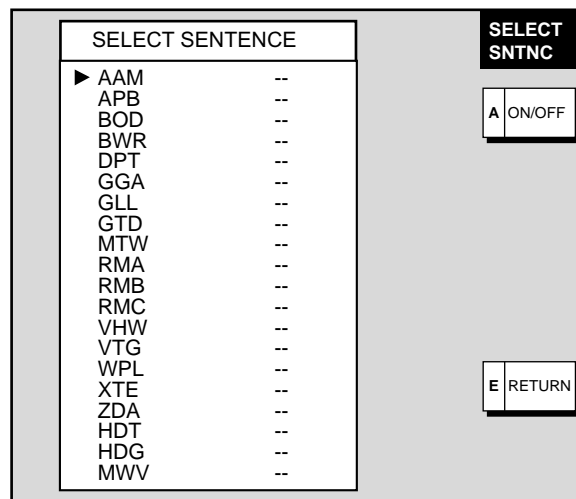 SELECT SENTENCE
▶ AAM --
APB --
BOD --
BWR --
DPT --
GGA --
GLL --
GTD --
MTW --
RMA --
RMB --
RMC --
VHW --
VTG --
WPL --
XTE --
ZDA --
HDT --
HDG --
MWV --
SELECT
SNTNC
A ON/OFF
E RETURN